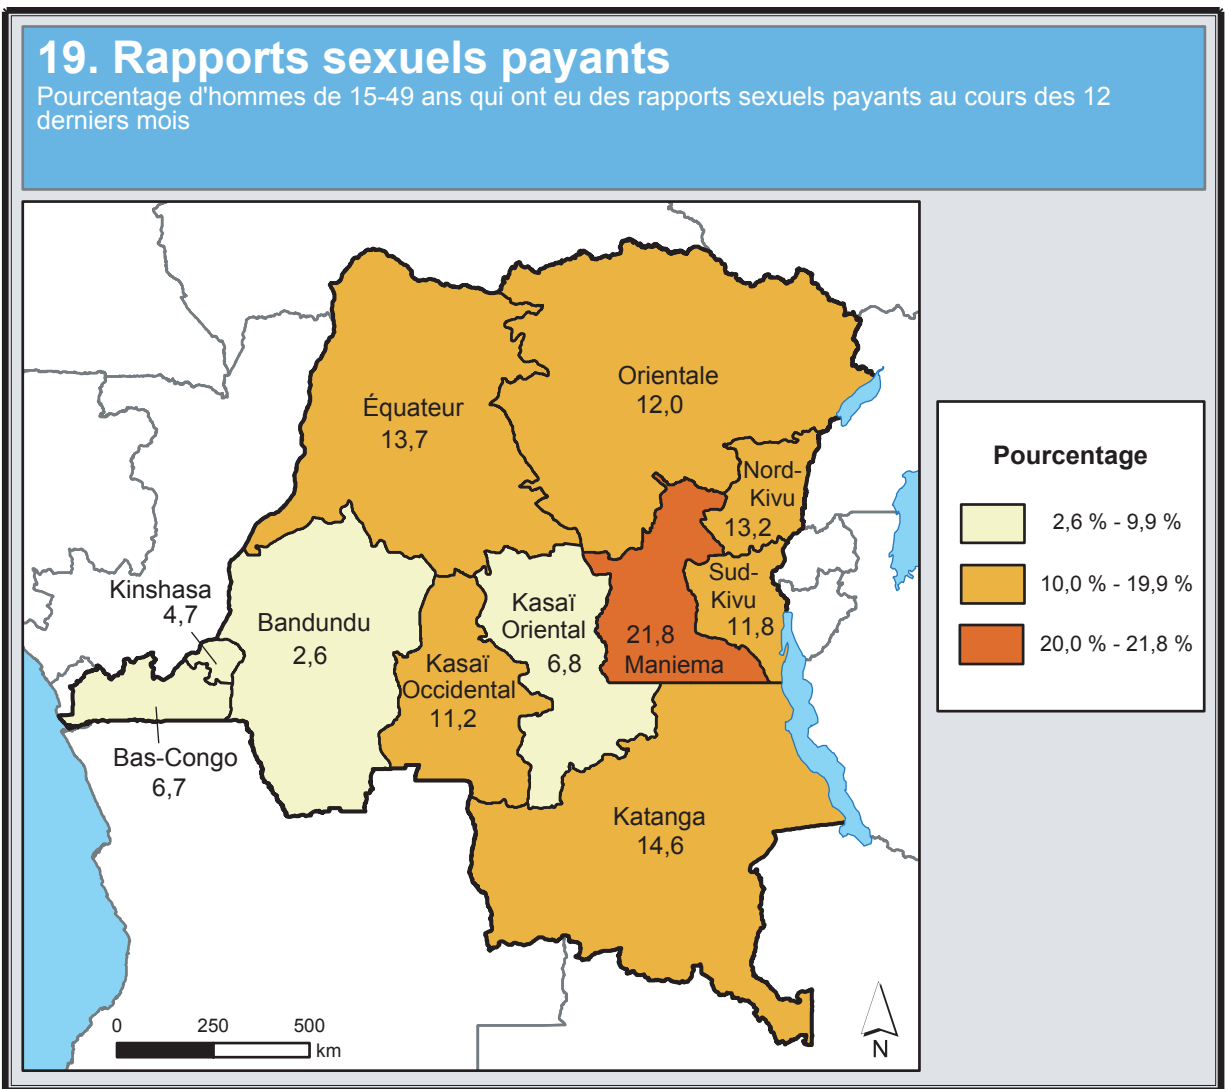 19. Rapports sexuels payants
Pourcentage d'hommes de 15-49 ans qui ont eu des rapports sexuels payants au cours des 12
derniers mois
Orientale
12,0
Équateur
13,7
Nord-
Kivu
13,2
Sud-
Kivu
11,8
Kinshasa
4,7
Bandundu
2,6
Kasaï
Oriental
6,8
21,8
Maniema
Kasaï
Occidental
11,2
Bas-Congo
6,7
Katanga
14,6
0 250 500
km
N
Pourcentage
2,6 % - 9,9 %
10,0 % - 19,9 %
20,0 % - 21,8 %